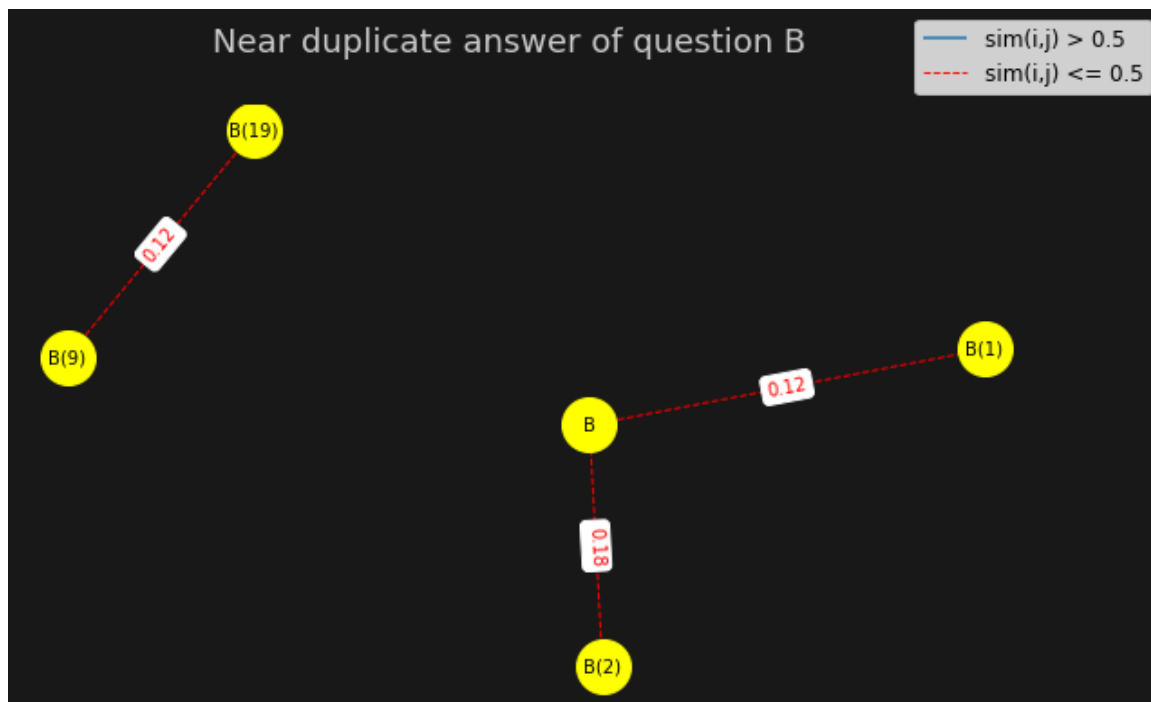 Near duplicate answer of question B
sim(i,j) > 0.5
sim(i,j) <= 0.5
B(19)
0.12
B(9)
B(1)
0.12
B
0.18
B(2)